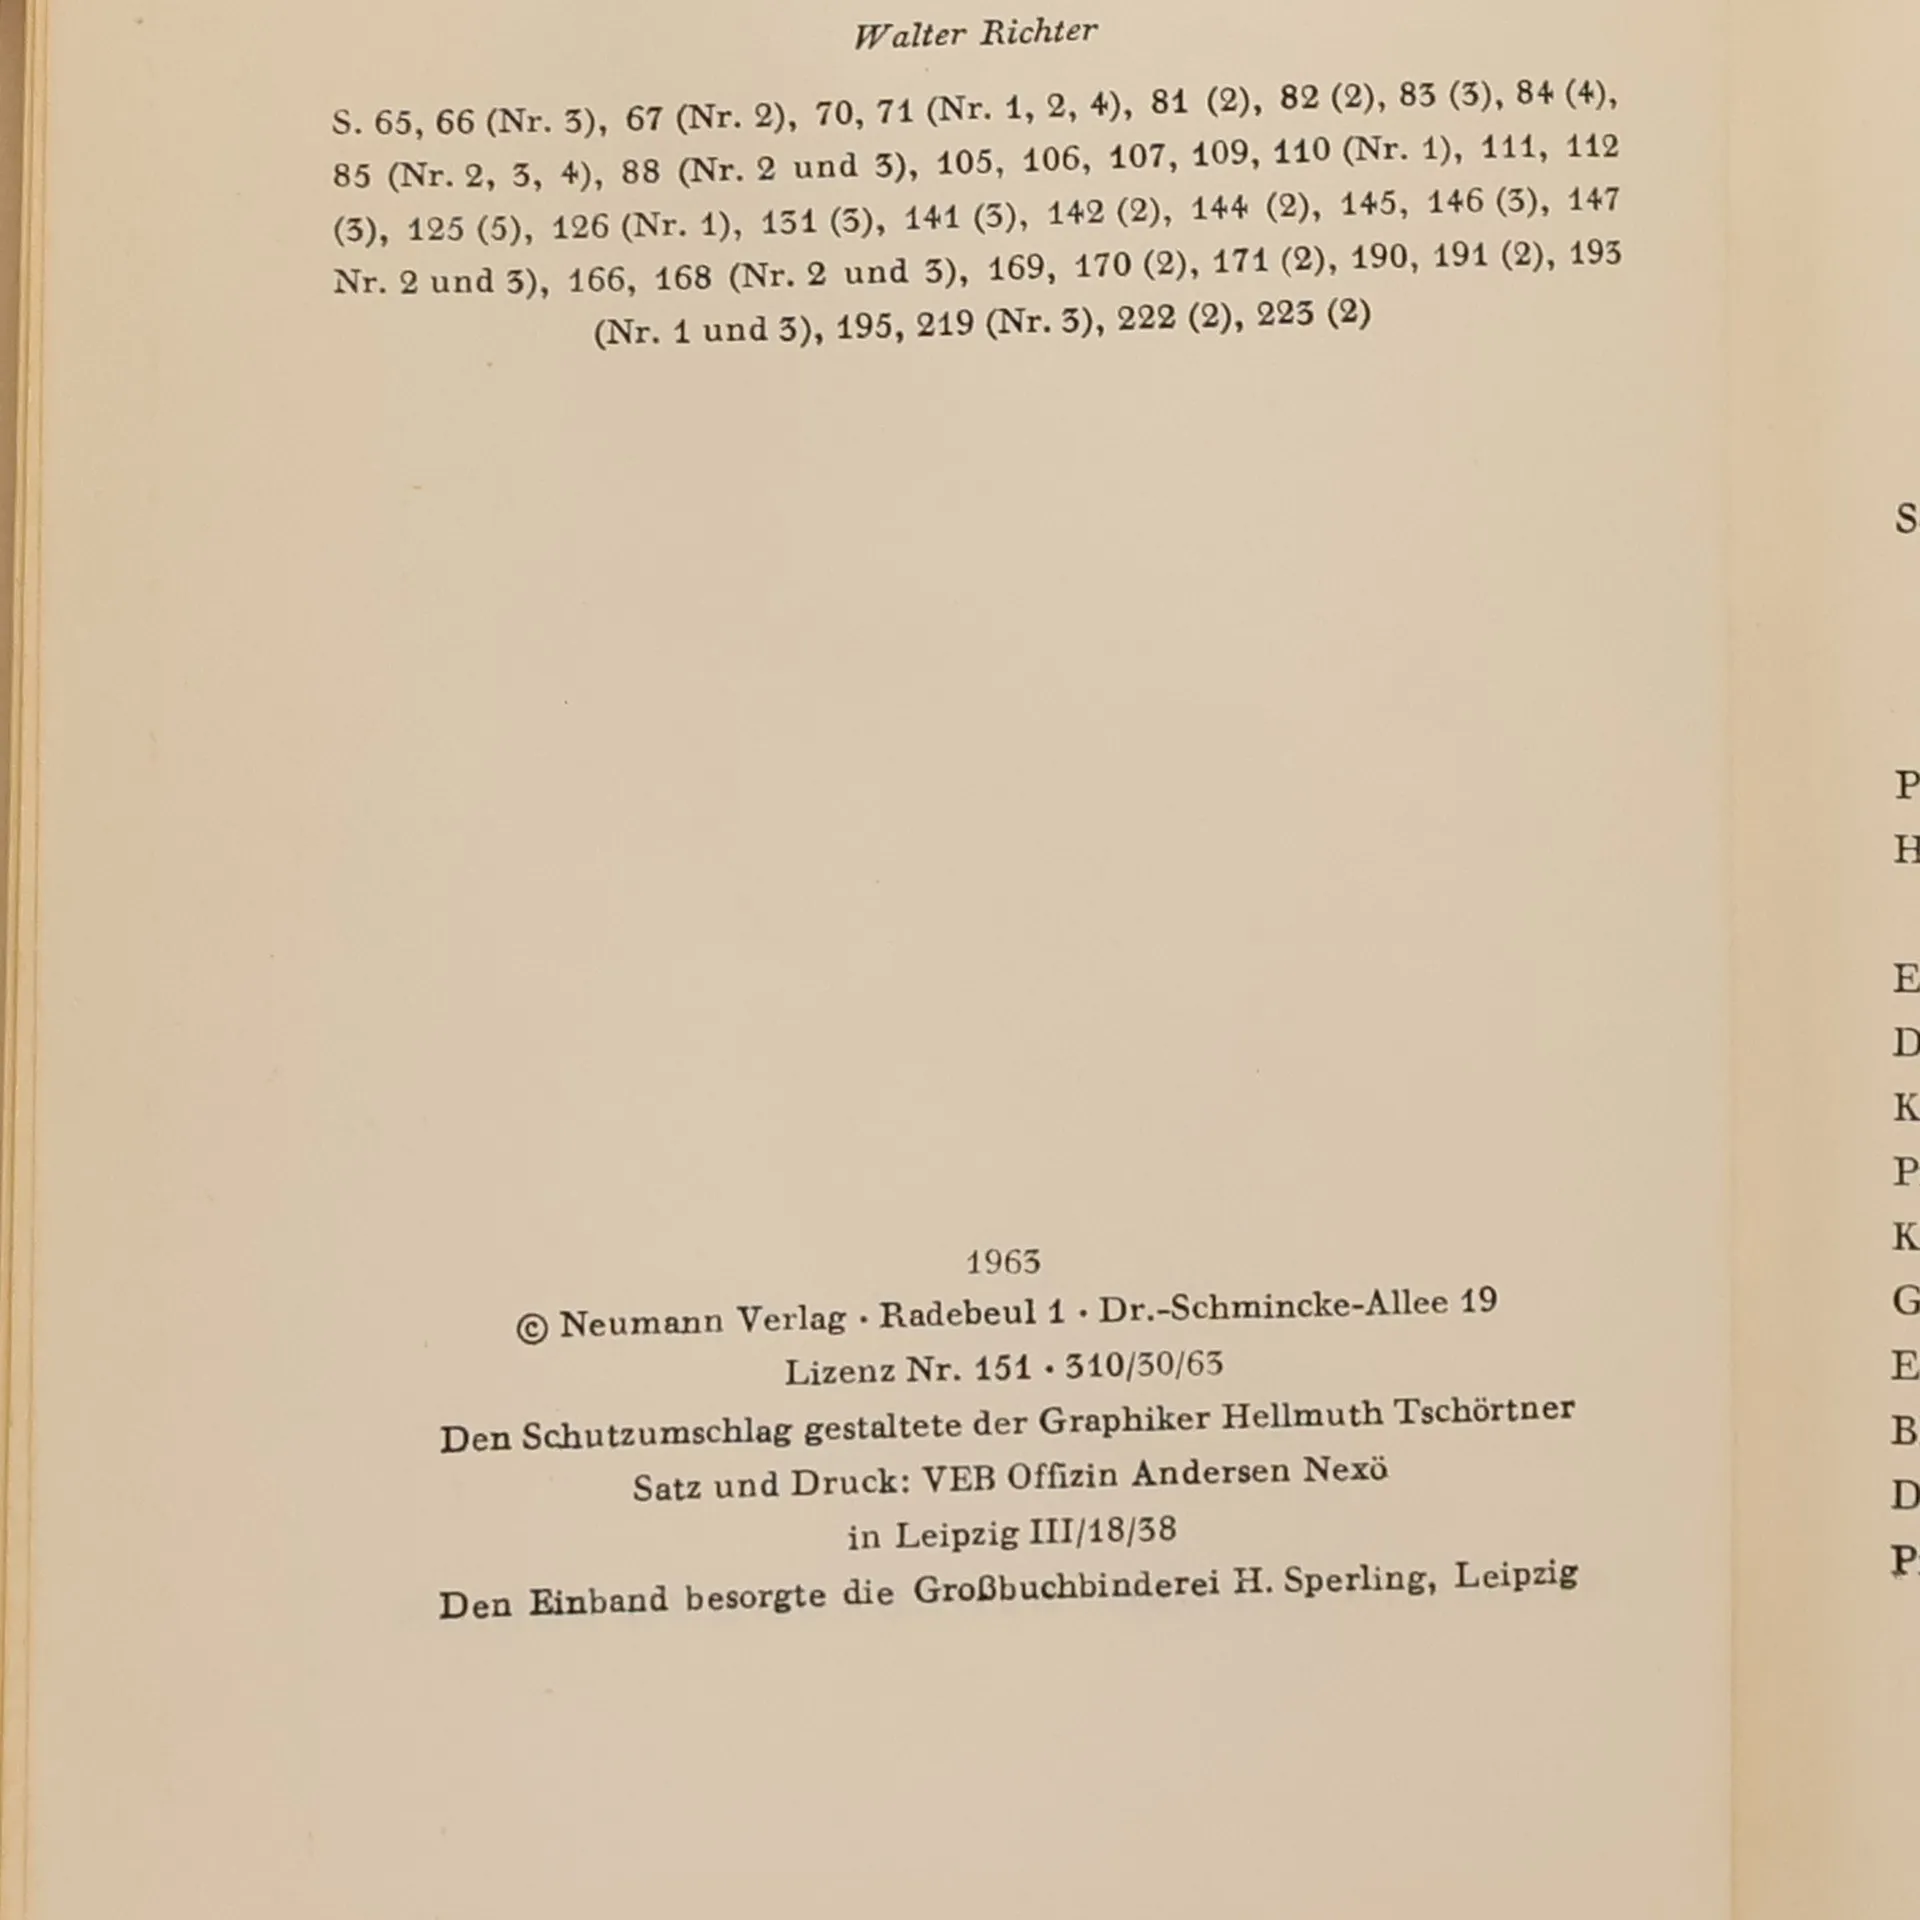 Walter Richter
S. 65, 66 (Nr. 3), 67 (Nr. 2), 70, 71 (Nr. 1, 2, 4), 81 (2), 82 (2), 83 (3), 84 (4),
85 (Nr. 2, 3, 4), 88 (Nr. 2 und 3), 105, 106, 107, 109, 110 (Nr. 1), 111, 112
(3), 125 (5), 126 (Nr. 1), 131 (3), 141 (3), 142 (2), 144 (2), 145, 146 (3), 147
Nr. 2 und 3), 166, 168 (Nr. 2 und 3), 169, 170 (2), 171 (2), 190, 191 (2), 193
(Nr. 1 und 3), 195, 219 (Nr. 3), 222 (2), 223 (2)
1963
© Neumann Verlag · Radebeul 1 · Dr.-Schmincke-Allee 19
Lizenz Nr. 151 · 310/30/63
Den Schutzumschlag gestaltete der Graphiker Hellmuth Tschörtner
Satz und Druck: VEB Offizin Andersen Nexö
in Leipzig III/18/38
Den Einband besorgte die Großbuchbinderei H. Sperling, Leipzig
S
P
H
E
D
K
P
K
G
E
B
D
P